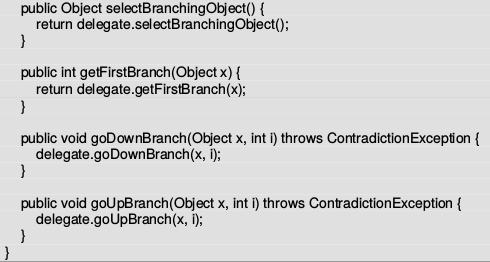 public Object selectBranchingObject() {
return delegate.selectBranchingObject();
}
public int getFirstBranch(Object x) {
return delegate.getFirstBranch(x);
}
public void goDownBranch(Object x, int i) throws ContradictionException {
delegate.goDownBranch(x, i);
}
public void goUpBranch(Object x, int i) throws ContradictionException {
delegate.goUpBranch(x, i);
}
}